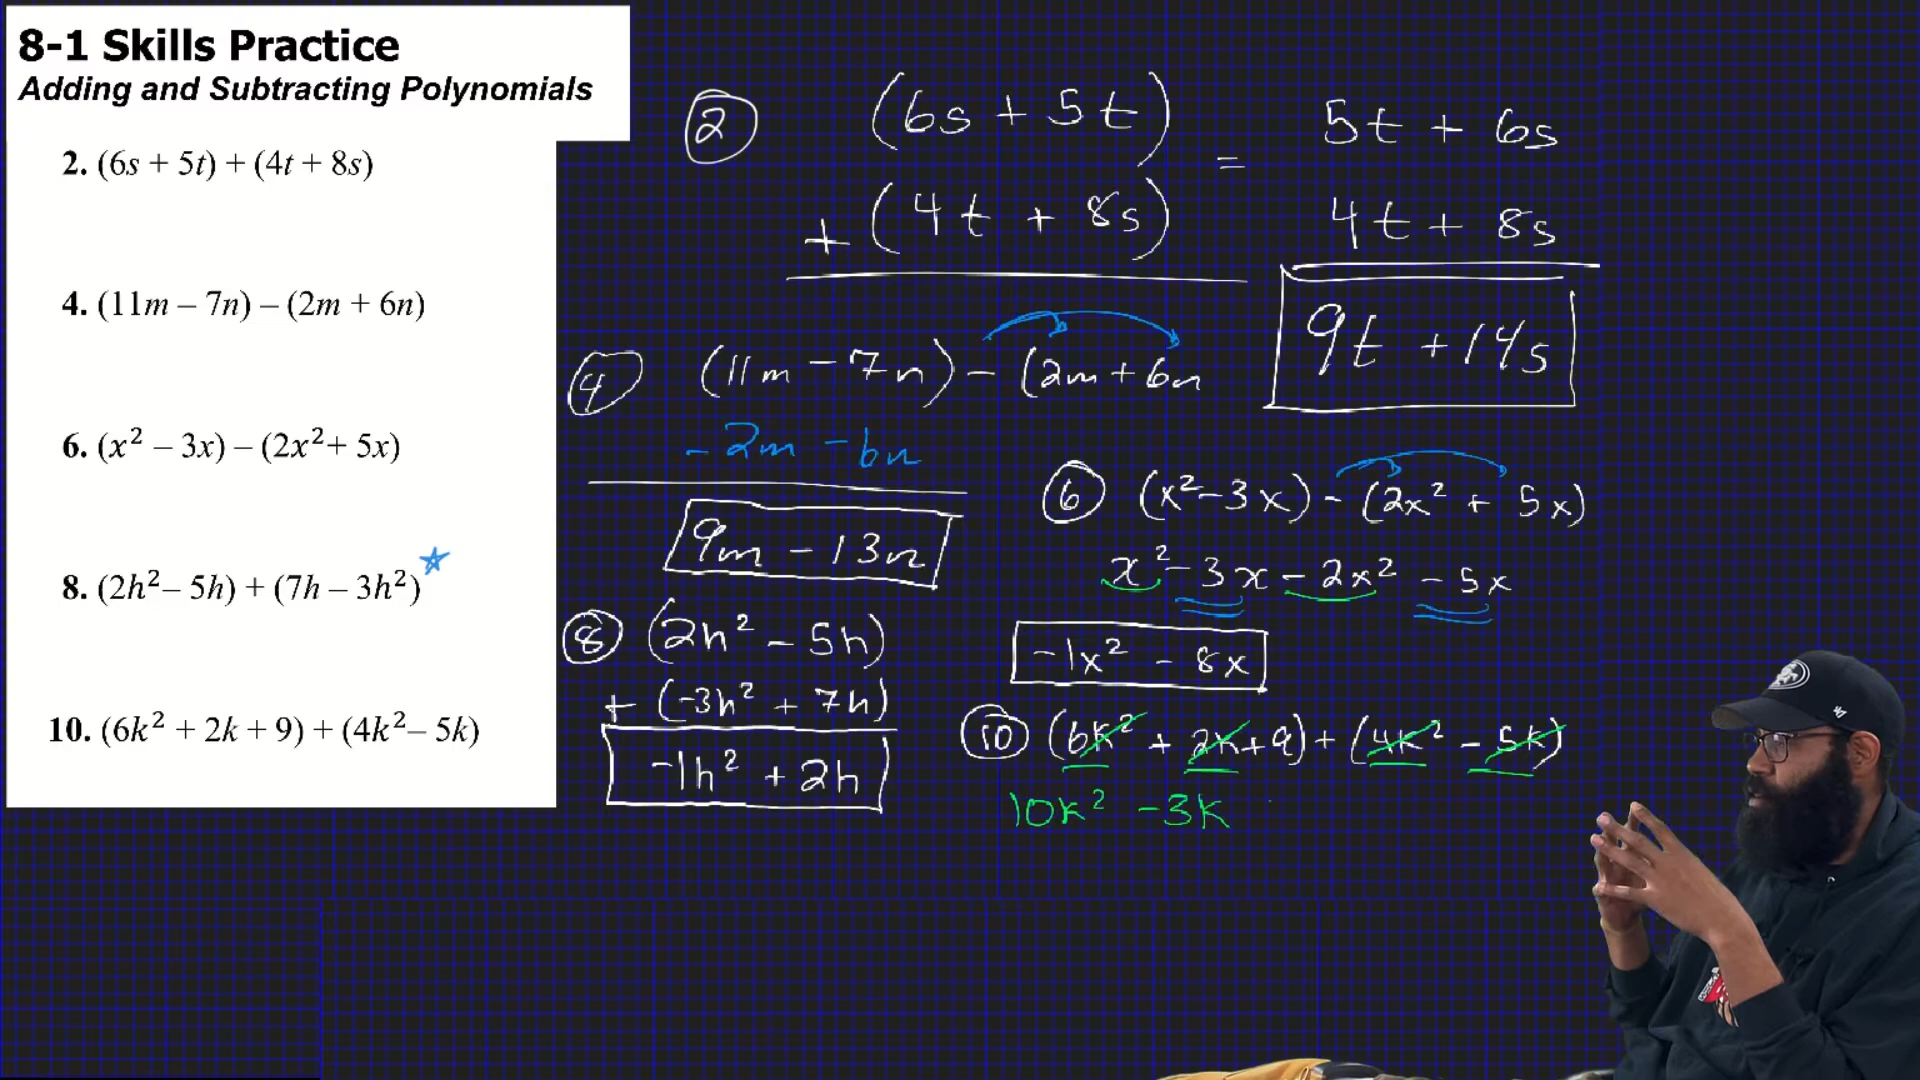 8-1 Skills Practice
Adding and Subtracting Polynomials
2. (6s + 5t) + (4t + 8s)
4. (11m – 7n) – (2m + 6n)
6. (x² – 3x) – (2x² + 5x)
8. (2h² – 5h) + (7h – 3h²)
10. (6k² + 2k + 9) + (4k² – 5k)
2 (6s + 5t) = 5t + 6s
+ (4t + 8s) 4t + 8s
9t + 14s
4 (11m - 7n) - (2m + 6n
- 2m - 6n
9m - 13n
6 (x² - 3x) - (2x² + 5x)
x² - 3x - 2x² - 5x
-1x² - 8x
8 (2h² - 5h)
+ (-3h² + 7h)
-1h² + 2h
10 (6k² + 2k + 9) + (4k² - 5k)
10k² - 3k